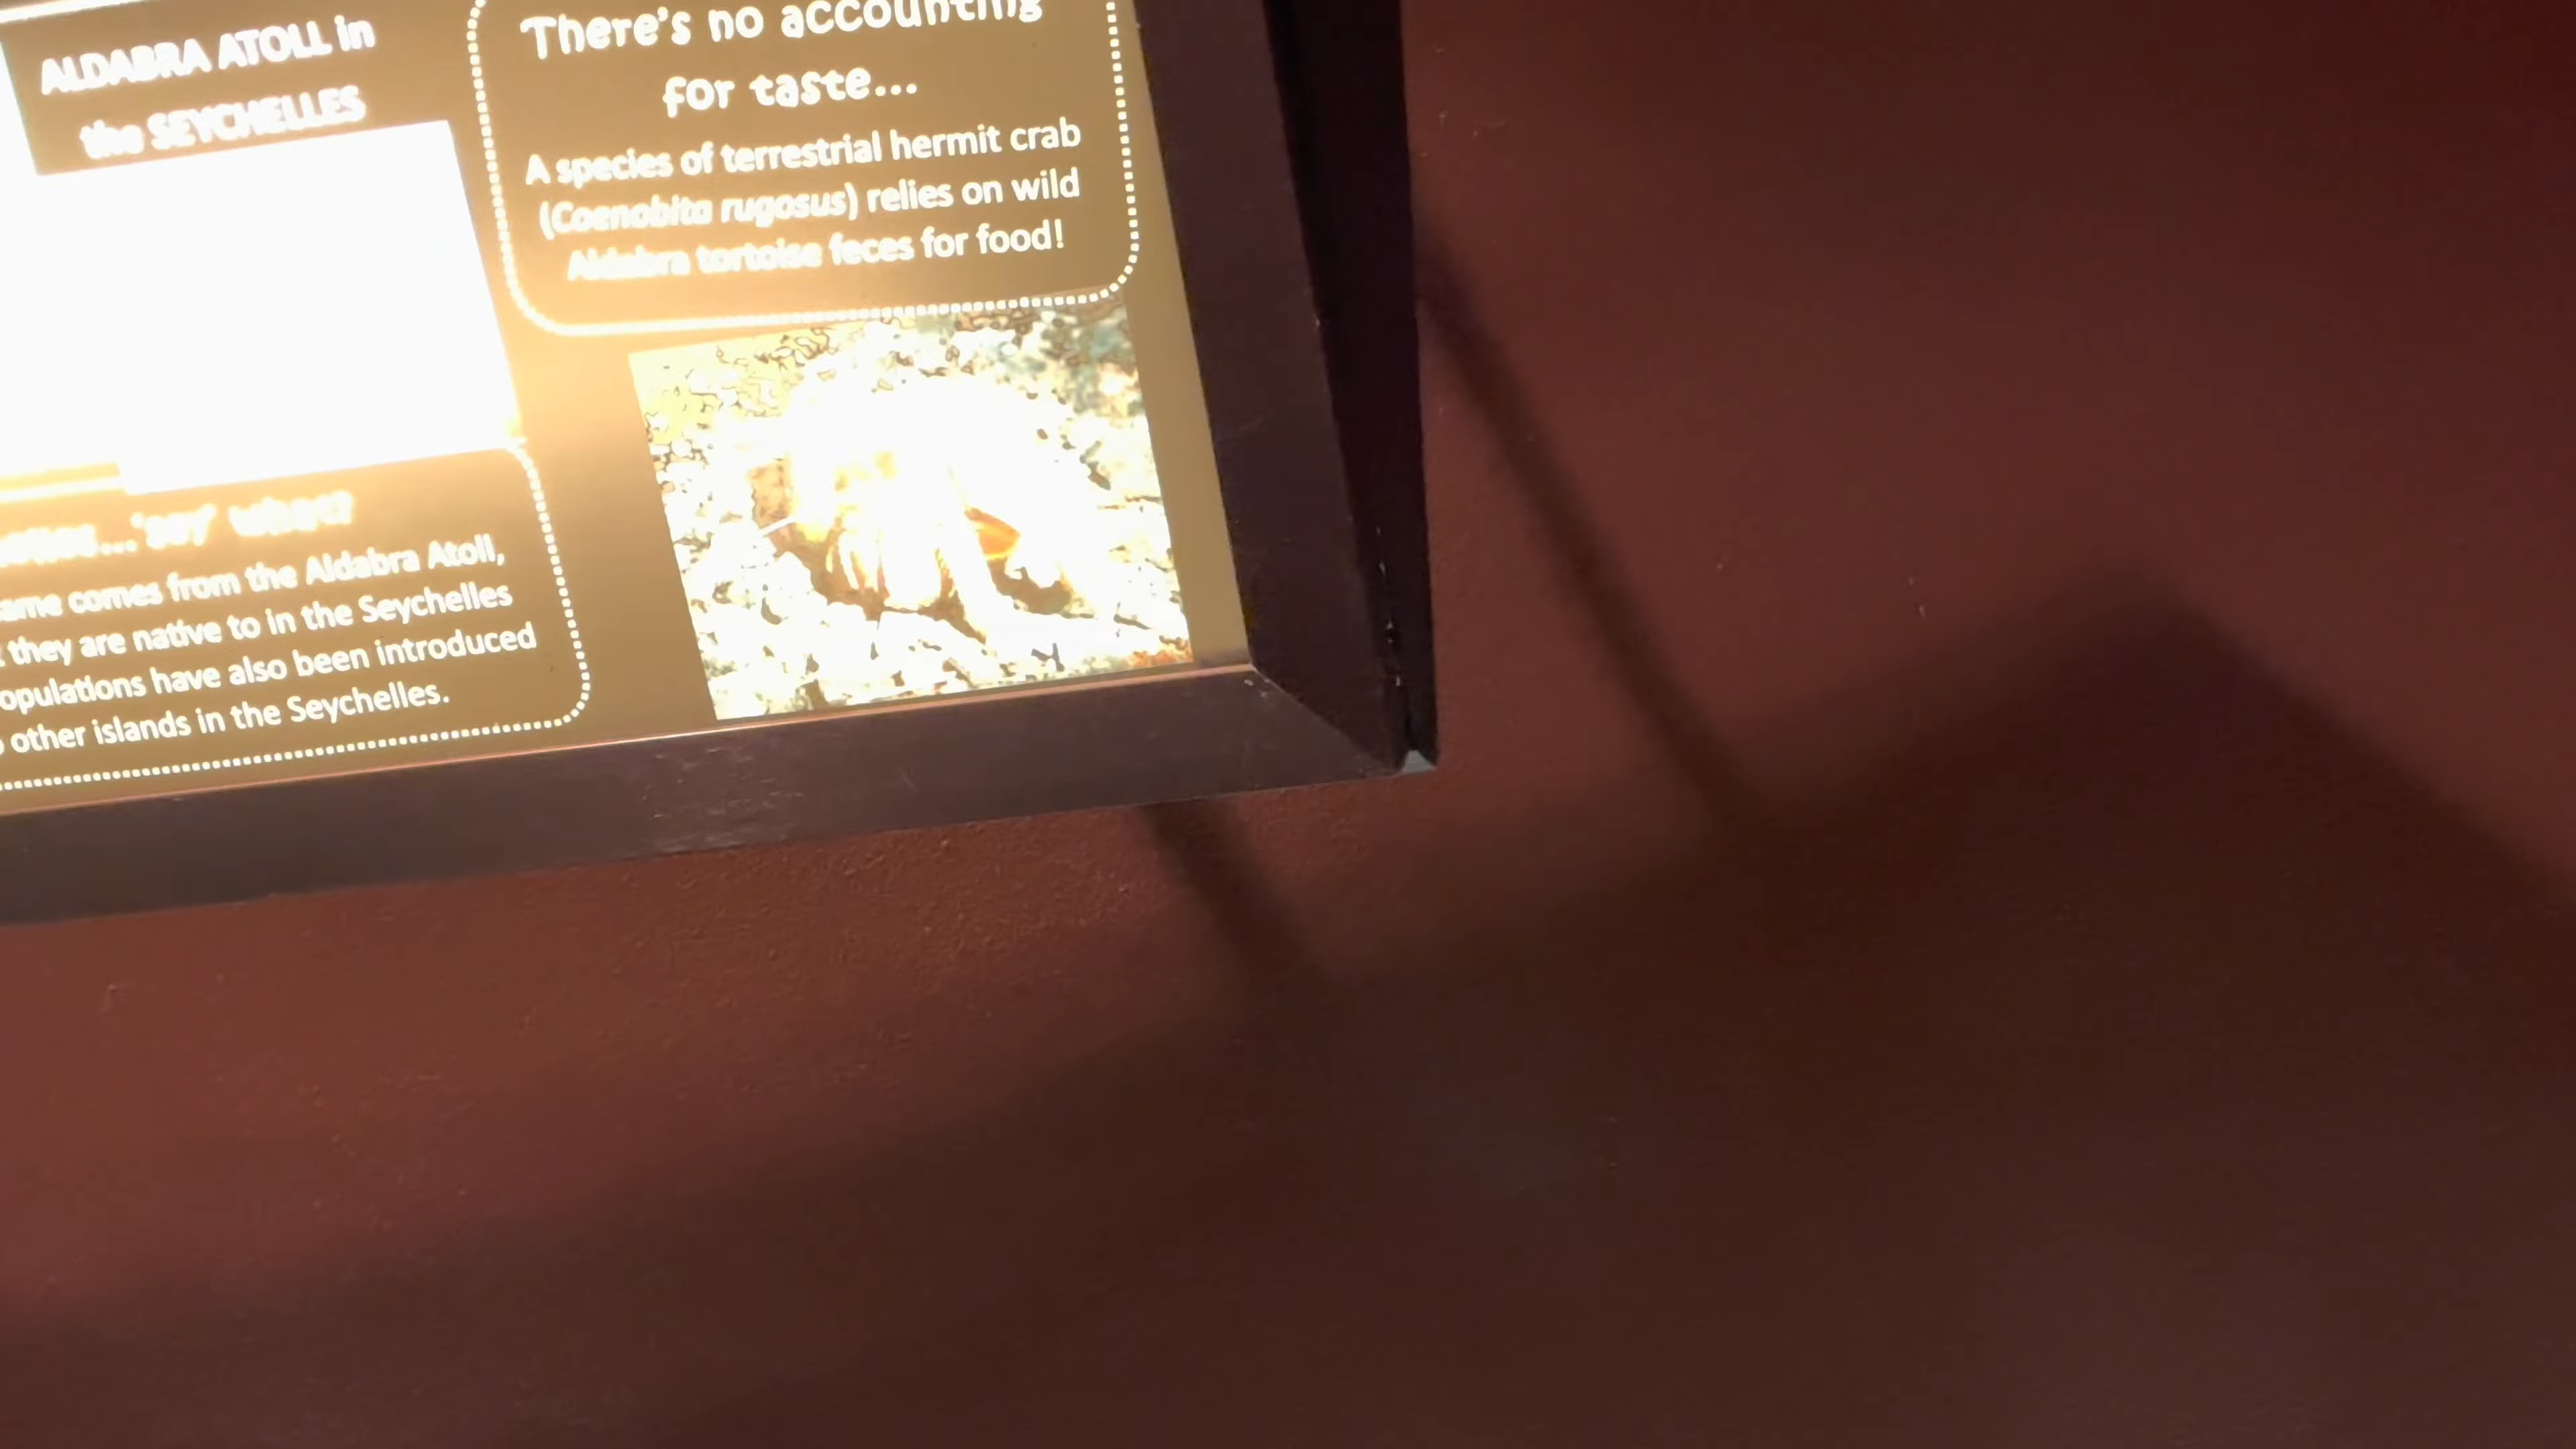 ALDABRA ATOLL in
the SEYCHELLES
There's no accounting
for taste...
A species of terrestrial hermit crab
(Coenobita rugosus) relies on wild
Aldabra tortoise feces for food!
... 'say' what?
comes from the Aldabra Atoll,
they are native to in the Seychelles
have also been introduced
other islands in the Seychelles.